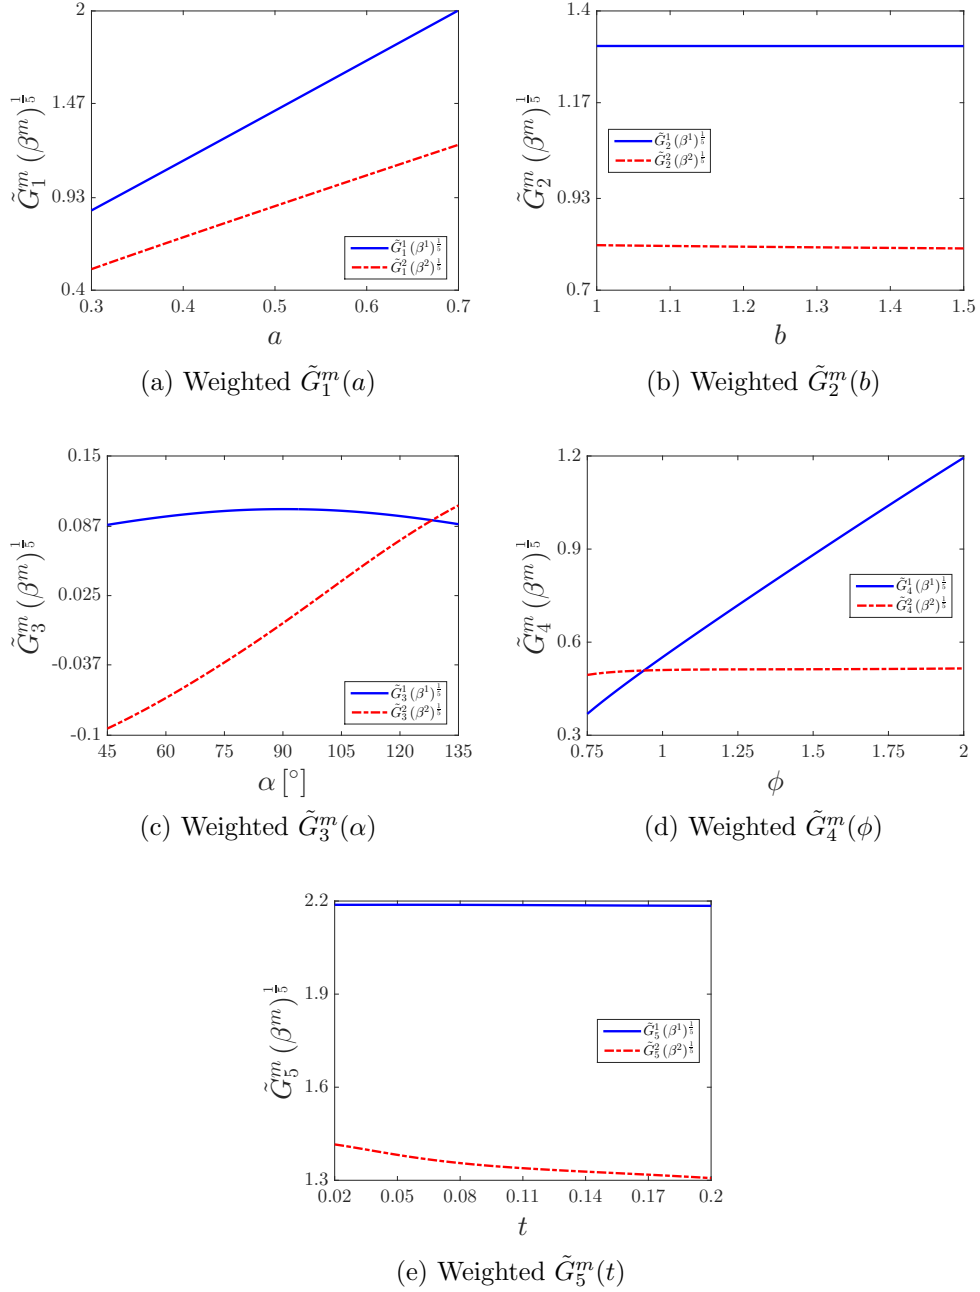 2
1.47
0.93
0.4
G̃₁ᵐ (βᵐ)^{1/5}
G̃₁¹(β¹)^{1/5}
G̃₁²(β²)^{1/5}
0.3 0.4 0.5 0.6 0.7
a
(a) Weighted G̃₁ᵐ(a)
1.4
1.17
0.93
0.7
G̃₂ᵐ (βᵐ)^{1/5}
G̃₂¹(β¹)^{1/5}
G̃₂²(β²)^{1/5}
1 1.1 1.2 1.3 1.4 1.5
b
(b) Weighted G̃₂ᵐ(b)
0.15
0.087
0.025
-0.037
-0.1
G̃₃ᵐ (βᵐ)^{1/5}
G̃₃¹(β¹)^{1/5}
G̃₃²(β²)^{1/5}
45 60 75 90 105 120 135
α [°]
(c) Weighted G̃₃ᵐ(α)
1.2
0.9
0.6
0.3
G̃₄ᵐ (βᵐ)^{1/5}
G̃₄¹(β¹)^{1/5}
G̃₄²(β²)^{1/5}
0.75 1 1.25 1.5 1.75 2
ϕ
(d) Weighted G̃₄ᵐ(ϕ)
2.2
1.9
1.6
1.3
G̃₅ᵐ (βᵐ)^{1/5}
G̃₅¹(β¹)^{1/5}
G̃₅²(β²)^{1/5}
0.02 0.05 0.08 0.11 0.14 0.17 0.2
t
(e) Weighted G̃₅ᵐ(t)